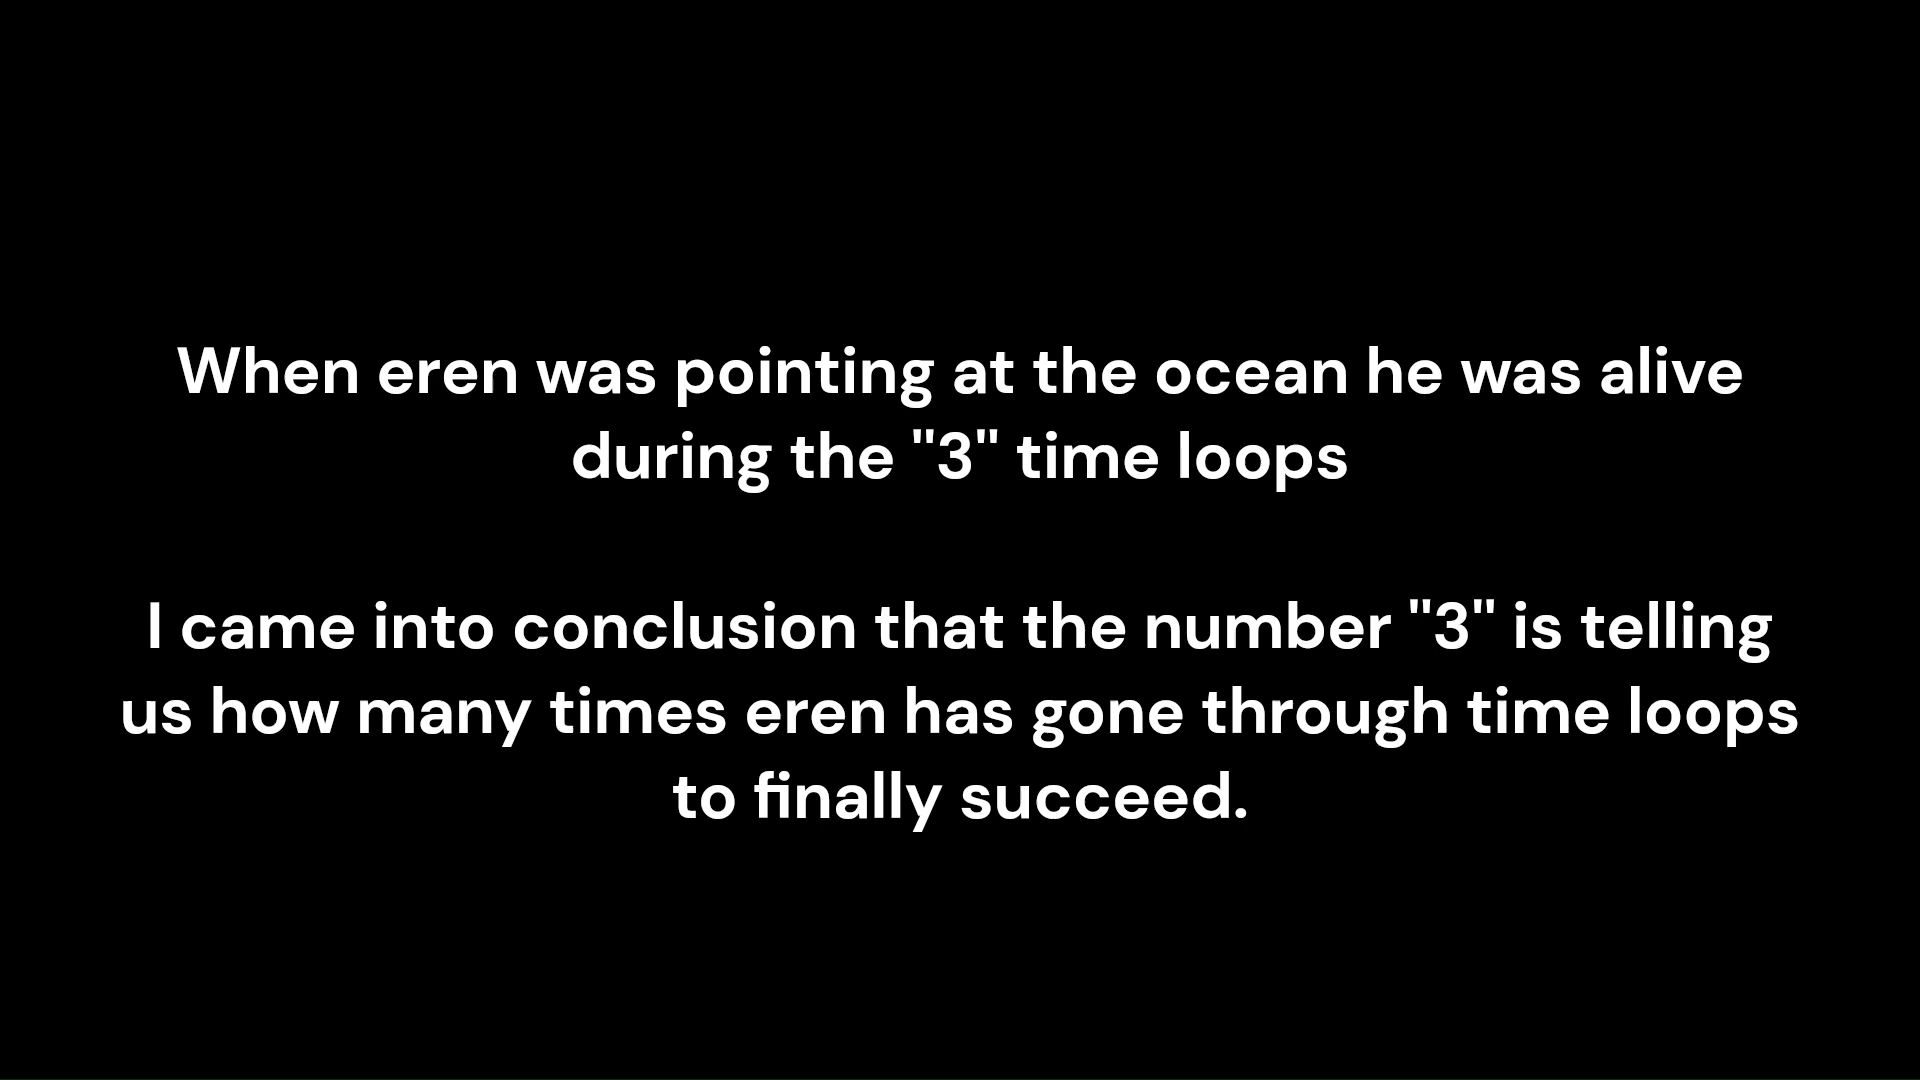 When eren was pointing at the ocean he was alive
during the "3" time loops
I came into conclusion that the number "3" is telling
us how many times eren has gone through time loops
to finally succeed.